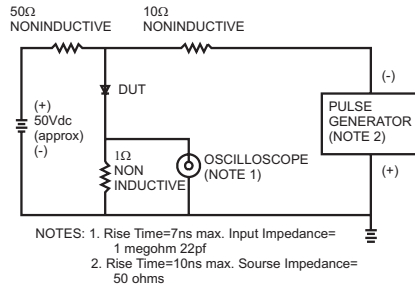 50Ω
NONINDUCTIVE
10Ω
NONINDUCTIVE
DUT
(+)
50Vdc
(approx)
(-)
1Ω
NON
INDUCTIVE
OSCILLOSCOPE
(NOTE 1)
(-)
PULSE
GENERATOR
(NOTE 2)
(+)
NOTES: 1. Rise Time=7ns max. Input Impedance=
1 megohm 22pf
2. Rise Time=10ns max. Sourse Impedance=
50 ohms